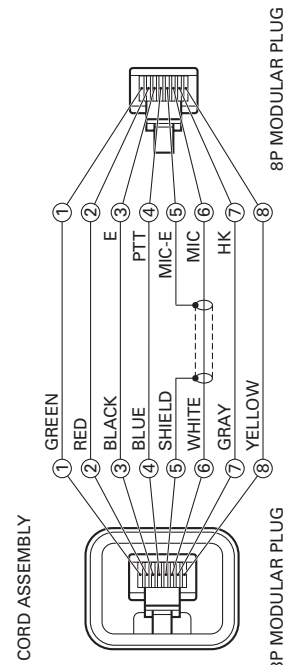 CORD ASSEMBLY
1 GREEN 1
2 RED 2
3 BLACK E 3
4 BLUE PTT 4
5 SHIELD MIC-E 5
6 WHITE MIC 6
7 GRAY HK 7
8 YELLOW 8
8P MODULAR PLUG
8P MODULAR PLUG